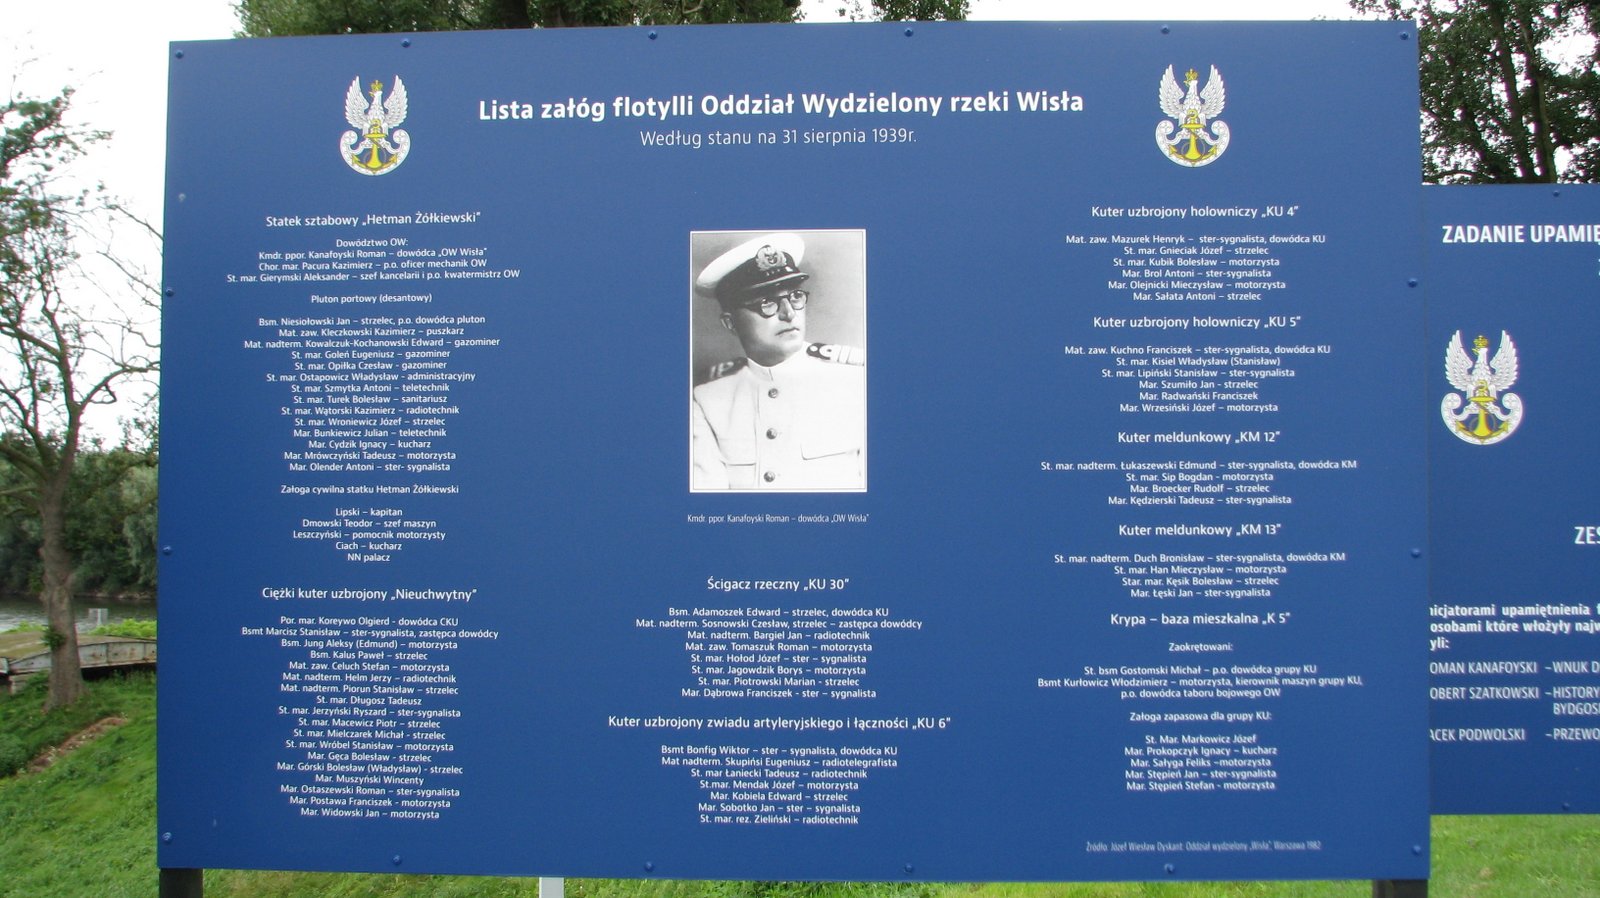 Lista załóg flotylli Oddział Wydzielony rzeki Wisła
Według stanu na 31 sierpnia 1939r.
Statek sztabowy „Hetman Żółkiewski”
Dowództwo OW:
Kmdr. ppor. Kanafoyski Roman – dowódca „OW Wisła”
Chor. mar. Pacura Kazimierz – p.o. oficer mechanik OW
St. mar. Gierymski Aleksander – szef kancelarii i p.o. kwatermistrz OW
Pluton portowy (desantowy)
Bsm. Niesiołowski Jan – strzelec, p.o. dowódca pluton
Mat. zaw. Kleczkowski Kazimierz – puszkarz
Mat. nadterm. Kowalczuk-Kochanowski Edward – gazominer
St. mar. Goleń Eugeniusz – gazominer
St. mar. Opiłka Czesław - gazominer
St. mar. Ostapowicz Władysław - administracyjny
St. mar. Szmytka Antoni – teletechnik
St. mar. Turek Bolesław – sanitariusz
St. mar. Wątorski Kazimierz – radiotechnik
St. mar. Wroniewicz Józef – strzelec
Mar. Bunkiewicz Julian – teletechnik
Mar. Cydzik Ignacy – kucharz
Mar. Mrówczyński Tadeusz – motorzysta
Mar. Olender Antoni – ster- sygnalista
Załoga cywilna statku Hetman Żółkiewski
Lipski – kapitan
Dmowski Teodor – szef maszyn
Leszczyński – pomocnik motorzysty
Ciach – kucharz
NN palacz
Ciężki kuter uzbrojony „Nieuchwytny”
Por. mar. Koreywo Olgierd - dowódca CKU
Bsmt Marcisz Stanisław – ster-sygnalista, zastępca dowódcy
Bsm. Jung Aleksy (Edmund) – motorzysta
Bsm. Kalus Paweł – strzelec
Mat. zaw. Celuch Stefan – motorzysta
Mat. nadterm. Helm Jerzy – radiotechnik
Mat. nadterm. Piorun Stanisław – strzelec
St. mar. Długosz Tadeusz
St. mar. Jerzyński Ryszard – ster-sygnalista
St. mar. Macewicz Piotr – strzelec
St. mar. Mielczarek Michał - strzelec
St. mar. Wróbel Stanisław – motorzysta
Mar. Gęca Bolesław - strzelec
Mar. Górski Bolesław (Władysław) - strzelec
Mar. Muszyński Wincenty
Mar. Ostaszewski Roman – ster-sygnalista
Mar. Postawa Franciszek - motorzysta
Mar. Widowski Jan – motorzysta
Kmdr. ppor. Kanafoyski Roman – dowódca „OW Wisła”
Ścigacz rzeczny „KU 30”
Bsm. Adamoszek Edward – strzelec, dowódca KU
Mat. nadterm. Sosnowski Czesław, strzelec – zastępca dowódcy
Mat. nadterm. Bargiel Jan – radiotechnik
Mat. zaw. Tomaszuk Roman – motorzysta
St. mar. Hołod Józef – ster – sygnalista
St. mar. Jagowdzik Borys – motorzysta
St. mar. Piotrowski Marian - strzelec
Mar. Dąbrowa Franciszek - ster – sygnalista
Kuter uzbrojony zwiadu artyleryjskiego i łączności „KU 6”
Bsmt Bonfig Wiktor – ster – sygnalista, dowódca KU
Mat nadterm. Skupińsi Eugeniusz – radiotelegrafista
St. mar Łaniecki Tadeusz – radiotechnik
St.mar. Mendak Józef – motorzysta
Mar. Kobiela Edward – strzelec
Mar. Sobotko Jan – ster – sygnalista
St. mar. rez. Zieliński – radiotechnik
Kuter uzbrojony holowniczy „KU 4”
Mat. zaw. Mazurek Henryk – ster-sygnalista, dowódca KU
St. mar. Gnieciak Józef – strzelec
St. mar. Kubik Bolesław – motorzysta
Mar. Brol Antoni – ster-sygnalista
Mar. Olejnicki Mieczysław – motorzysta
Mar. Sałata Antoni – strzelec
Kuter uzbrojony holowniczy „KU 5”
Mat. zaw. Kuchno Franciszek – ster-sygnalista, dowódca KU
St. mar. Kisiel Władysław (Stanisław)
St. mar. Lipiński Stanisław – ster-sygnalista
Mar. Szumiło Jan - strzelec
Mar. Radwański Franciszek
Mar. Wrzesiński Józef – motorzysta
Kuter meldunkowy „KM 12”
St. mar. nadterm. Łukaszewski Edmund – ster-sygnalista, dowódca KM
St. mar. Sip Bogdan - motorzysta
Mar. Broecker Rudolf – strzelec
Mar. Kędzierski Tadeusz – ster-sygnalista
Kuter meldunkowy „KM 13”
St. mar. nadterm. Duch Bronisław – ster-sygnalista, dowódca KM
St. mar. Han Mieczysław – motorzysta
Star. mar. Kęsik Bolesław – strzelec
Mar. Łęski Jan – ster-sygnalista
Krypa – baza mieszkalna „K 5”
Zaokrętowani:
St. bsm Gostomski Michał – p.o. dowódca grupy KU
Bsmt Kurłowicz Włodzimierz – motorzysta, kierownik maszyn grupy KU,
p.o. dowódca taboru bojowego OW
Załoga zapasowa dla grupy KU:
St. Mar. Markowicz Józef
Mar. Prokopczyk Ignacy – kucharz
Mar. Sałyga Feliks –motorzysta
Mar. Stępień Jan – ster-sygnalista
Mar. Stępień Stefan - motorzysta
Źródło: Józef Wiesław Dyskant: Oddział wydzielony „Wisła”, Warszawa 1982
ZADANIE UPAMIĘ
ZES
nicjatorami upamiętnienia f
osobami które włożyły najw
yli:
OMAN KANAFOYSKI –WNUK D
OBERT SZATKOWSKI –HISTORY
BYDGOS
ACEK PODWOLSKI –PRZEWO